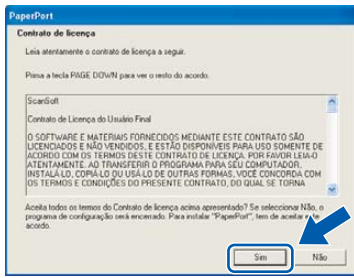 PaperPort
Contrato de licença
Leia atentamente o contrato de licença a seguir.
Prima a tecla PAGE DOWN para ver o resto do acordo.
ScanSoft
Contrato de Licença do Usuário Final
O SOFTWARE E MATERIAIS FORNECIDOS MEDIANTE ESTE CONTRATO SÃO
LICENCIADOS E NÃO VENDIDOS, E ESTÃO DISPONÍVEIS PARA USO SOMENTE DE
ACORDO COM OS TERMOS DESTE CONTRATO DE LICENÇA. POR FAVOR LEIA-O
ATENTAMENTE. AO TRANSFERIR O PROGRAMA PARA SEU COMPUTADOR,
INSTALÁ-LO, COPIÁ-LO OU USÁ-LO DE OUTRAS FORMAS, VOCÊ CONCORDA COM
OS TERMOS E CONDIÇÕES DO PRESENTE CONTRATO, DO QUAL SE TORNA
Aceita todos os termos do Contrato de licença acima apresentado? Se seleccionar Não, o
programa de configuração será encerrado. Para instalar "PaperPort", tem de aceitar este
acordo.
Sim
Não